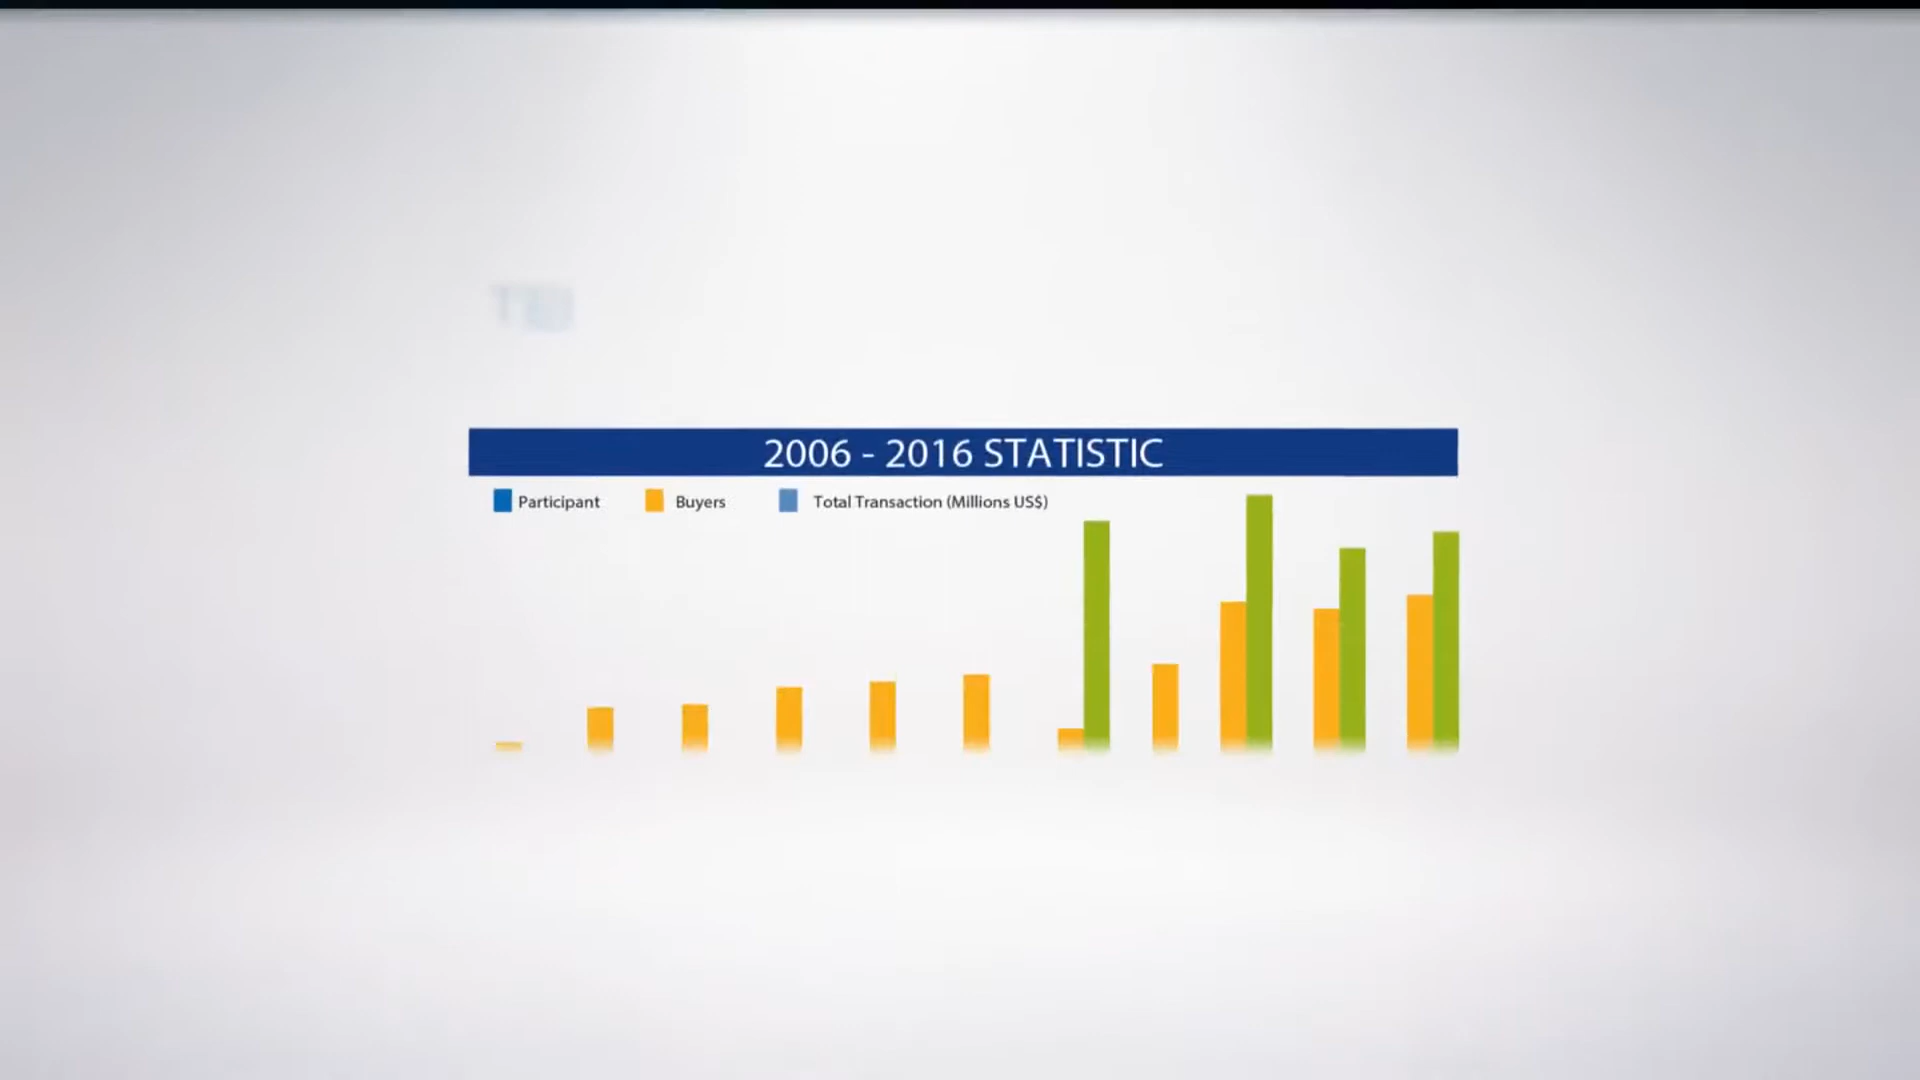 2006 - 2016 STATISTIC
Participant Buyers Total Transaction (Millions US$)